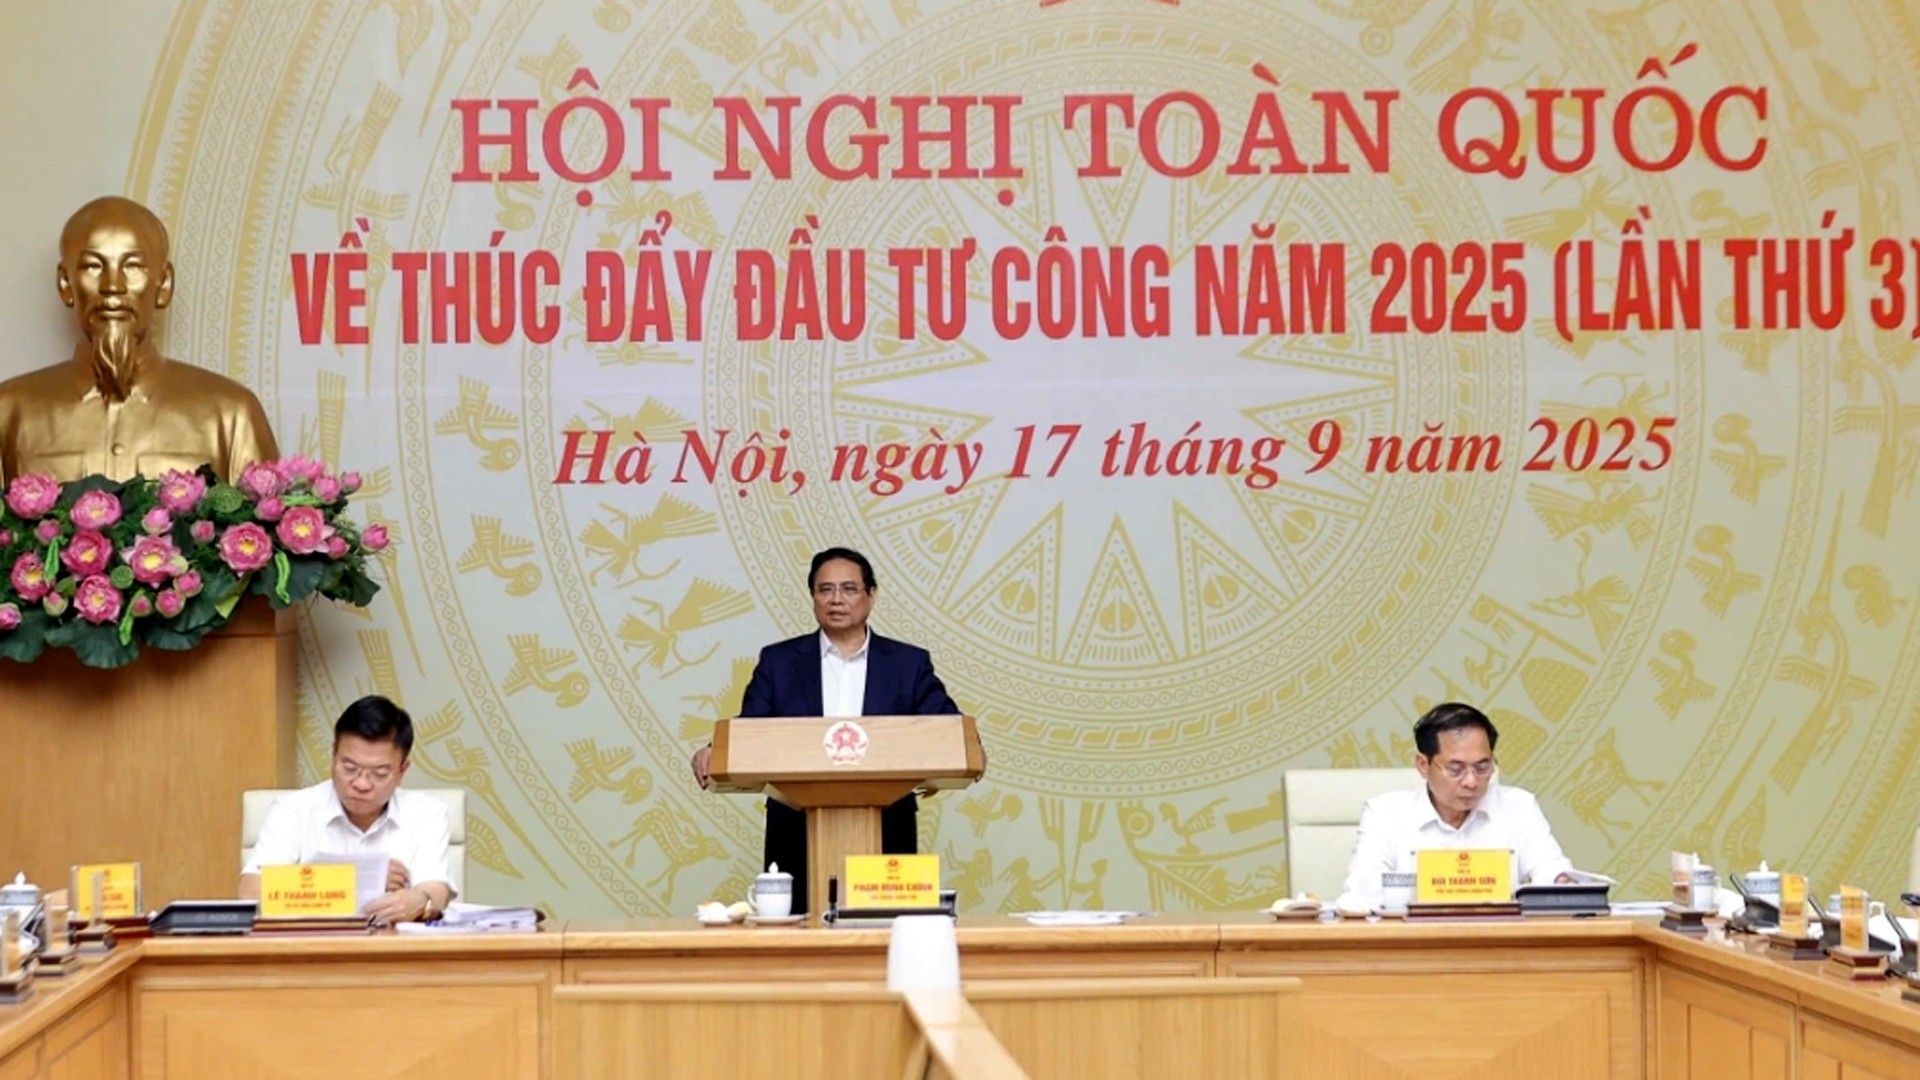 HỘI NGHỊ TOÀN QUỐC
VỀ THÚC ĐẨY ĐẦU TƯ CÔNG NĂM 2025 (LẦN THỨ 3)
Hà Nội, ngày 17 tháng 9 năm 2025
LÊ THÀNH LONG
PHẠM MINH CHÍNH
BÙI THANH SƠN